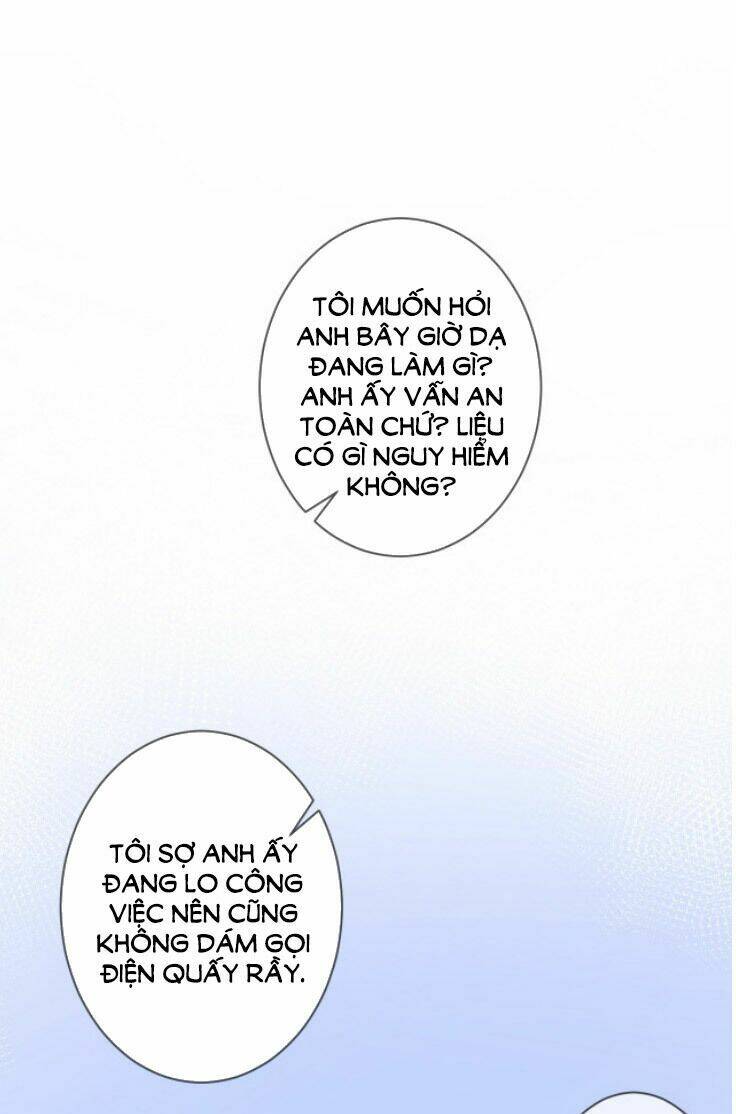 TÔI MUỐN HỎI
ANH BÂY GIỜ DẠ
ĐANG LÀM GÌ?
ANH ẤY VẪN AN
TOÀN CHỨ? LIỆU
CÓ GÌ NGUY HIỂM
KHÔNG?
TÔI SỢ ANH ẤY
ĐANG LO CÔNG
VIỆC NÊN CŨNG
KHÔNG DÁM GỌI
ĐIỆN QUẤY RẦY.